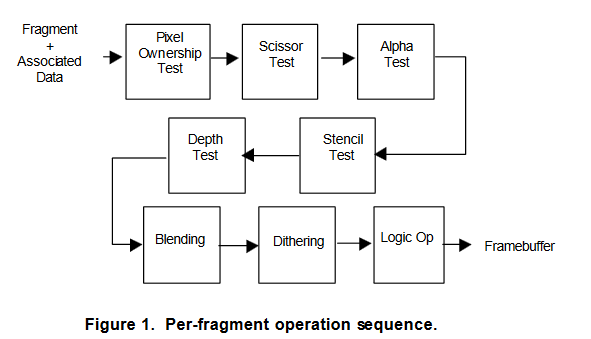 Fragment
+
Associated
Data
Pixel
Ownership
Test
Scissor
Test
Alpha
Test
Stencil
Test
Depth
Test
Blending
Dithering
Logic Op
Framebuffer
Figure 1. Per-fragment operation sequence.